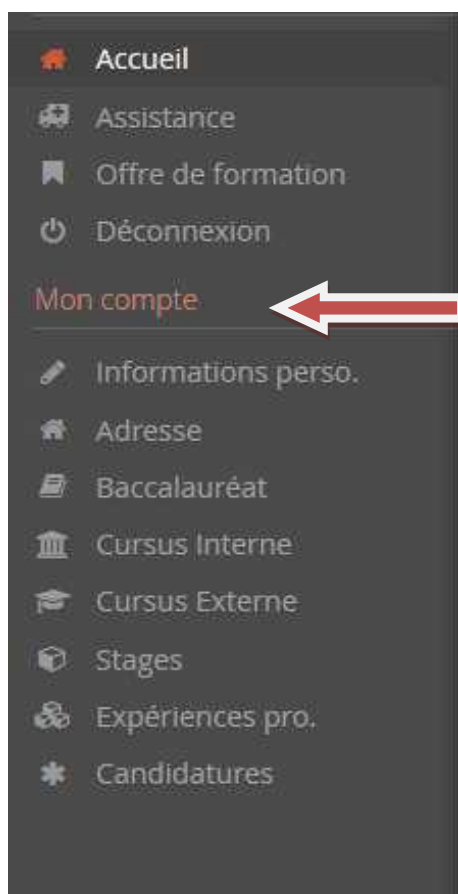 Accueil
Assistance
Offre de formation
Déconnexion
Mon compte
Informations perso.
Adresse
Baccalauréat
Cursus Interne
Cursus Externe
Stages
Expériences pro.
Candidatures